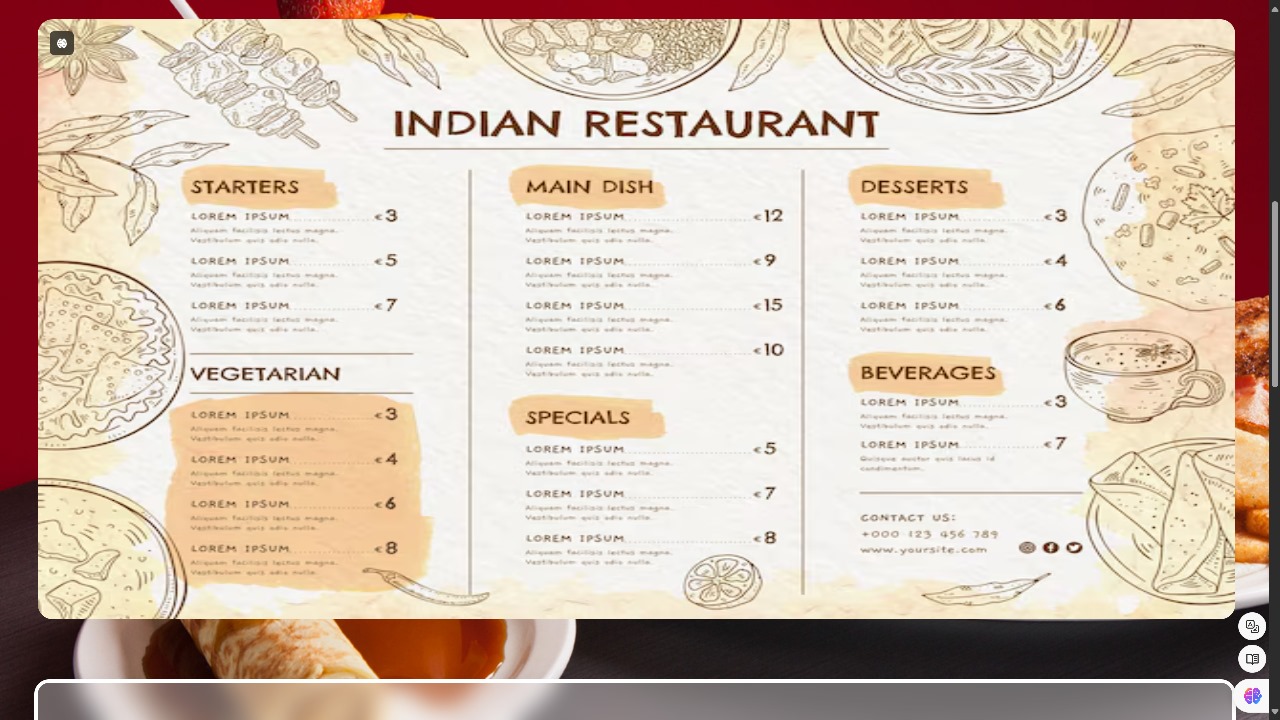 INDIAN RESTAURANT
STARTERS
LOREM IPSUM € 3
Aliquam facilisis lectus magna.
Vestibulum quis odio nulla.
LOREM IPSUM € 5
Aliquam facilisis lectus magna.
Vestibulum quis odio nulla.
LOREM IPSUM € 7
Aliquam facilisis lectus magna.
Vestibulum quis odio nulla.
VEGETARIAN
LOREM IPSUM € 3
Aliquam facilisis lectus magna.
Vestibulum quis odio nulla.
LOREM IPSUM € 4
Aliquam facilisis lectus magna.
Vestibulum quis odio nulla.
LOREM IPSUM € 6
Aliquam facilisis lectus magna.
Vestibulum quis odio nulla.
LOREM IPSUM € 8
Aliquam facilisis lectus magna.
Vestibulum quis odio nulla.
MAIN DISH
LOREM IPSUM € 12
Aliquam facilisis lectus magna.
Vestibulum quis odio nulla.
LOREM IPSUM € 9
Aliquam facilisis lectus magna.
Vestibulum quis odio nulla.
LOREM IPSUM € 15
Aliquam facilisis lectus magna.
Vestibulum quis odio nulla.
LOREM IPSUM € 10
Aliquam facilisis lectus magna.
Vestibulum quis odio nulla.
SPECIALS
LOREM IPSUM € 5
Aliquam facilisis lectus magna.
Vestibulum quis odio nulla.
LOREM IPSUM € 7
Aliquam facilisis lectus magna.
Vestibulum quis odio nulla.
LOREM IPSUM € 8
Aliquam facilisis lectus magna.
Vestibulum quis odio nulla.
DESSERTS
LOREM IPSUM € 3
Aliquam facilisis lectus magna.
Vestibulum quis odio nulla.
LOREM IPSUM € 4
Aliquam facilisis lectus magna.
Vestibulum quis odio nulla.
LOREM IPSUM € 6
Aliquam facilisis lectus magna.
Vestibulum quis odio nulla.
BEVERAGES
LOREM IPSUM € 3
Aliquam facilisis lectus magna.
Vestibulum quis odio nulla.
LOREM IPSUM € 7
Quisque auctor quis lacus id
condimentum.
CONTACT US:
+000 123 456 789
www.yoursite.com